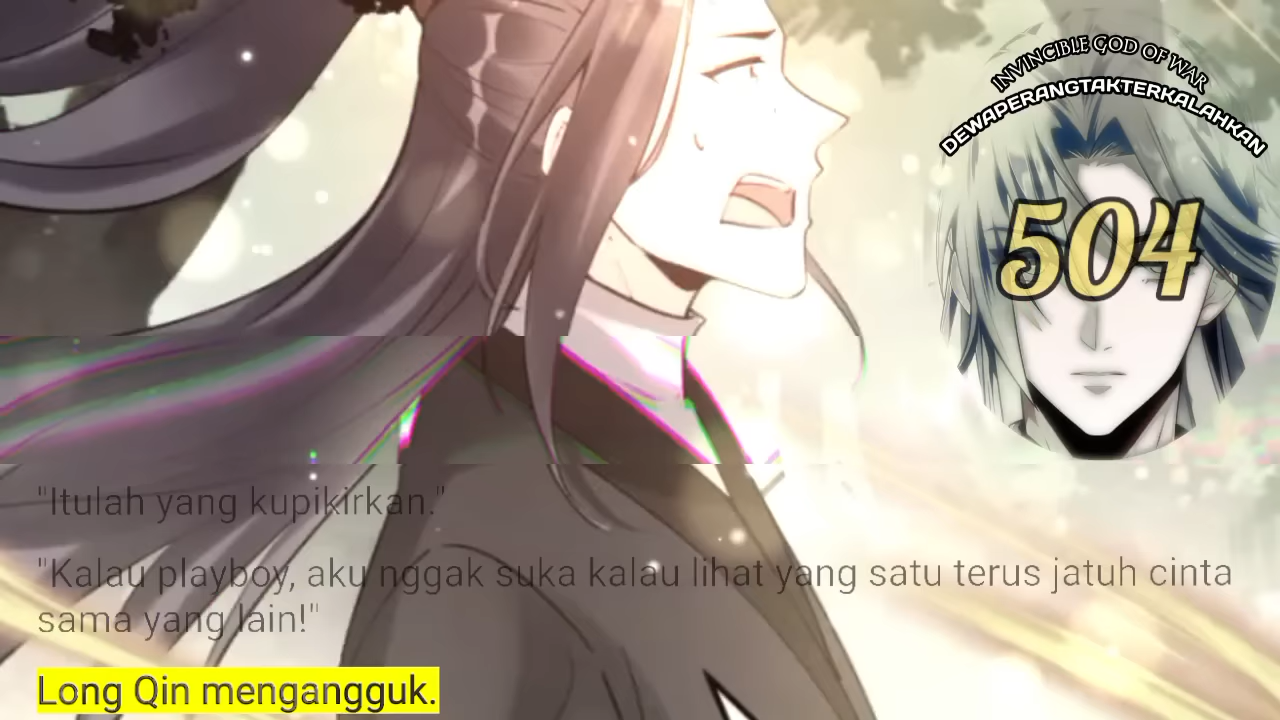 INVINCIBLE GOD OF WAR
DEWAPERANGTAKTERKALAHKAN
504
"Itulah yang kupikirkan."
"Kalau playboy, aku nggak suka kalau lihat yang satu terus jatuh cinta
sama yang lain!"
Long Qin mengangguk.